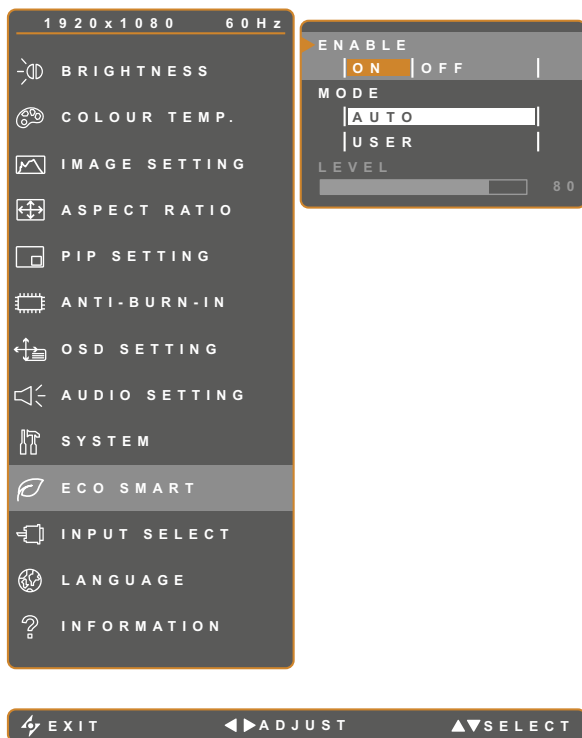 1920x1080 60Hz
BRIGHTNESS
COLOUR TEMP.
IMAGE SETTING
ASPECT RATIO
PIP SETTING
ANTI-BURN-IN
OSD SETTING
AUDIO SETTING
SYSTEM
ECO SMART
INPUT SELECT
LANGUAGE
INFORMATION
ENABLE
ON OFF
MODE
AUTO
USER
LEVEL
80
EXIT ADJUST SELECT